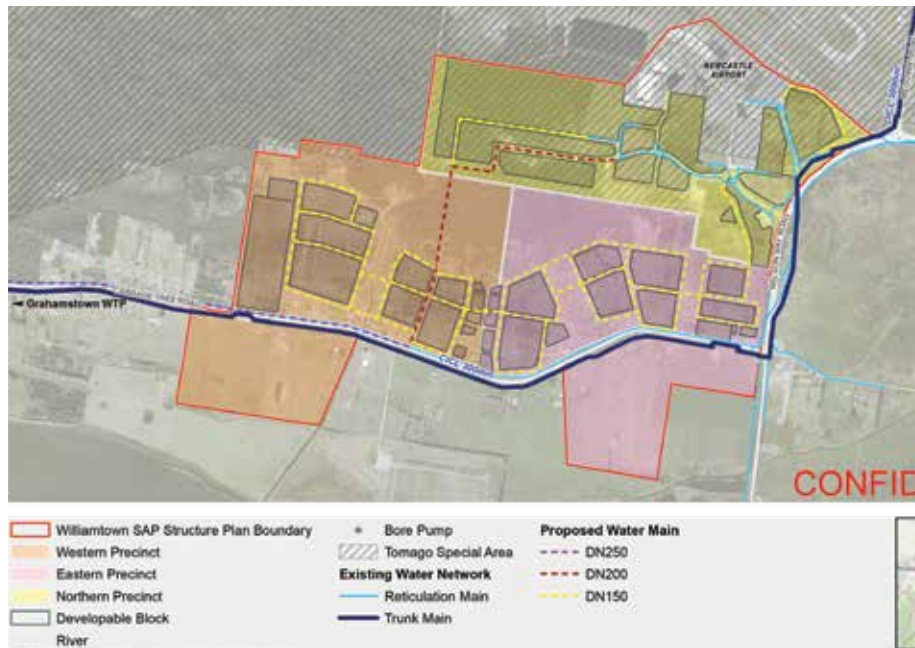 NEWCASTLE
AIRPORT
Grahamstown WTP
CONFID
Williamtown SAP Structure Plan Boundary
Western Precinct
Eastern Precinct
Northern Precinct
Developable Block
River
Bore Pump
Tomago Special Area
Existing Water Network
Reticulation Main
Trunk Main
Proposed Water Main
DN250
DN200
DN150